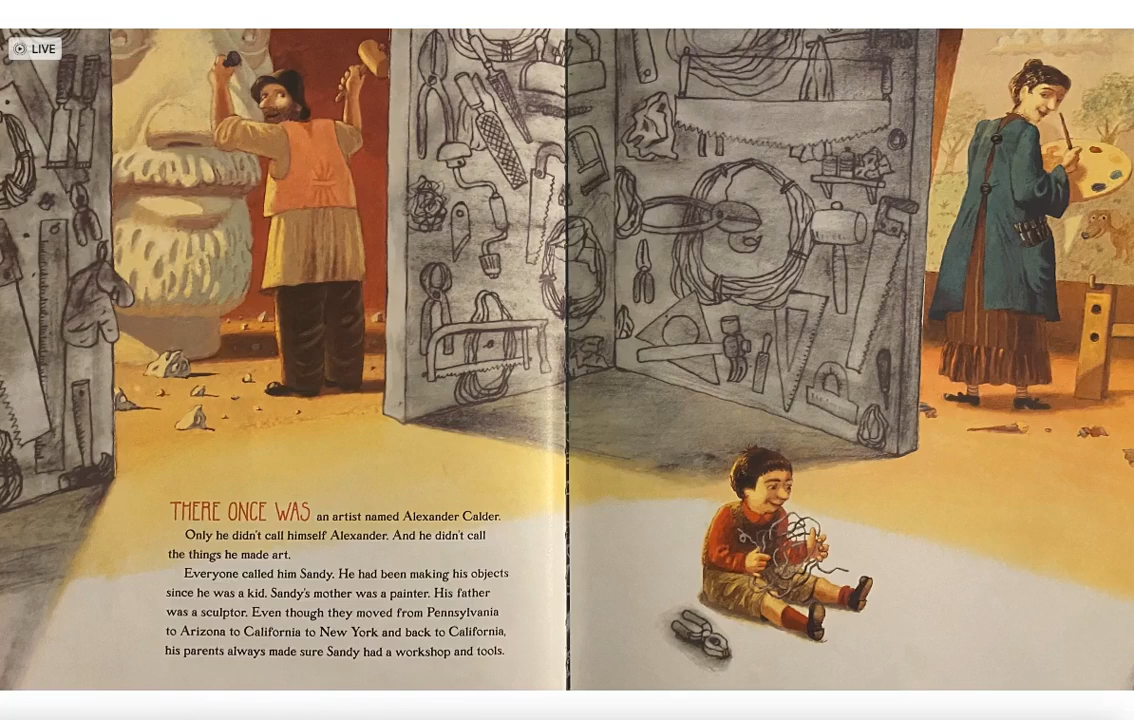 LIVE
THERE ONCE WAS an artist named Alexander Calder.
Only he didn't call himself Alexander. And he didn't call
the things he made art.
Everyone called him Sandy. He had been making his objects
since he was a kid. Sandy's mother was a painter. His father
was a sculptor. Even though they moved from Pennsylvania
to Arizona to California to New York and back to California,
his parents always made sure Sandy had a workshop and tools.